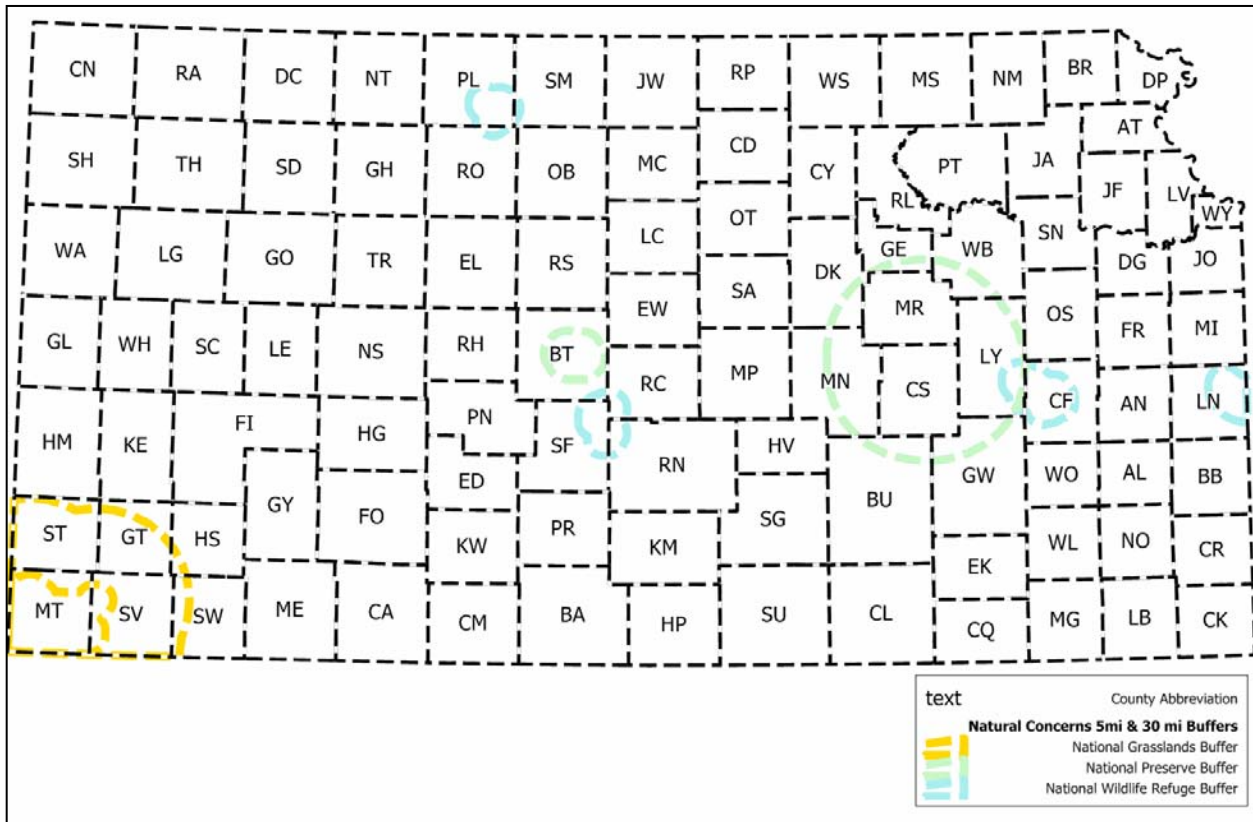 CN RA DC NT PL SM JW RP WS MS NM BR DP
SH TH SD GH RO OB MC CD CY RL PT JA AT JF LV
WA LG GO TR EL RS LC OT DK GE WB SN DG WY JO
GL WH SC LE NS RH BT EW SA MR OS FR MI
HM KE FI HG PN SF RC MP MN CS LY CF AN LN
ST GT HS GY FO ED PR RN HV SG BU GW WO AL BB
MT SV SW ME CA KW CM BA KM HP SU CL EK WL NO CR
CQ MG LB CK
text County Abbreviation
Natural Concerns 5mi & 30 mi Buffers
National Grasslands Buffer
National Preserve Buffer
National Wildlife Refuge Buffer